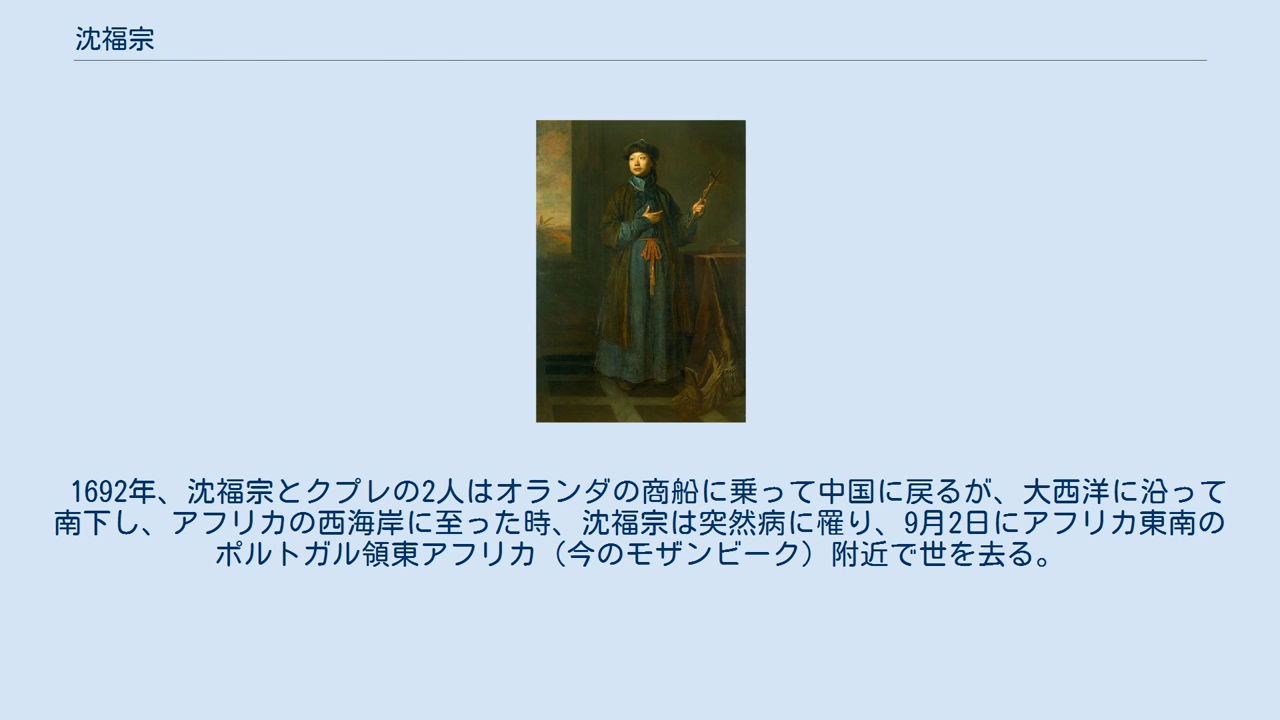 沈福宗
1692年、沈福宗とクプレの2人はオランダの商船に乗って中国に戻るが、大西洋に沿って
南下し、アフリカの西海岸に至った時、沈福宗は突然病に罹り、9月2日にアフリカ東南の
ポルトガル領東アフリカ（今のモザンビーク）附近で世を去る。